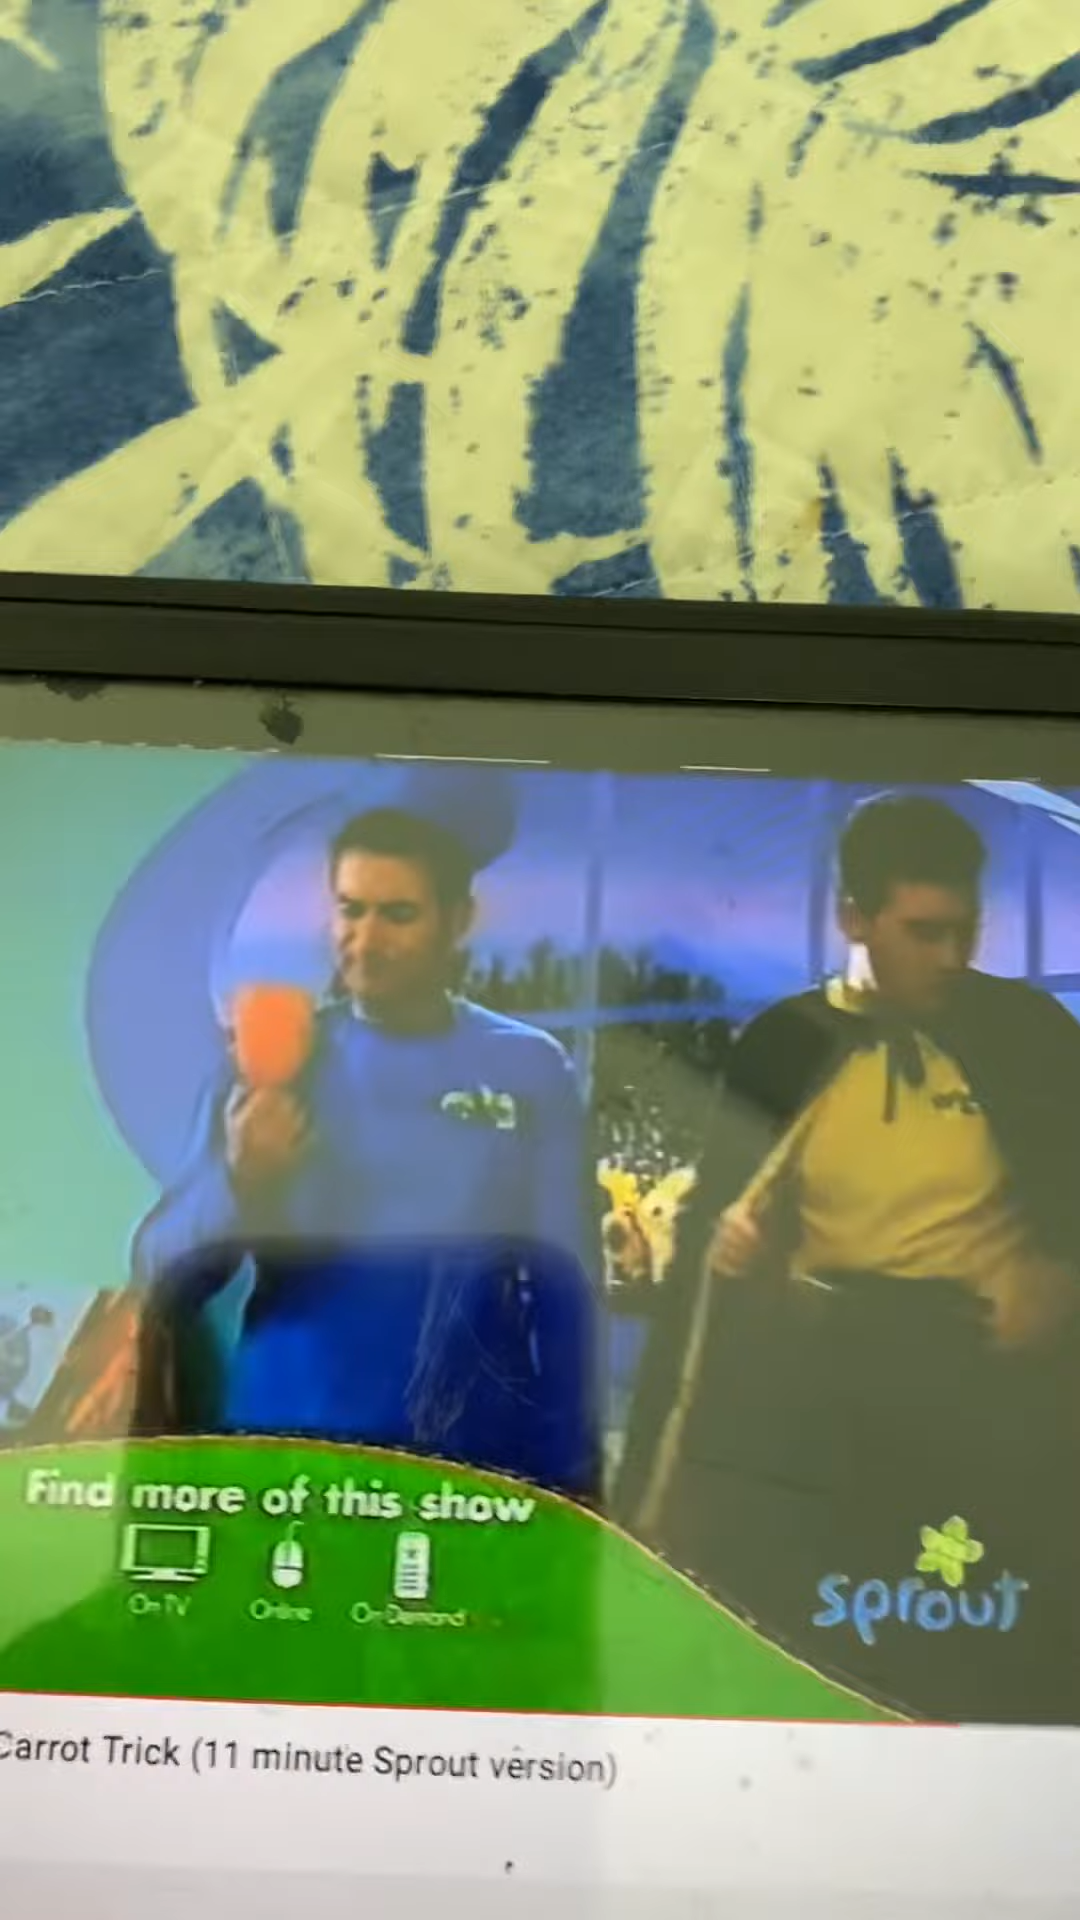 Find more of this show
On TV
Online
On Demand
sprout
Carrot Trick (11 minute Sprout version)